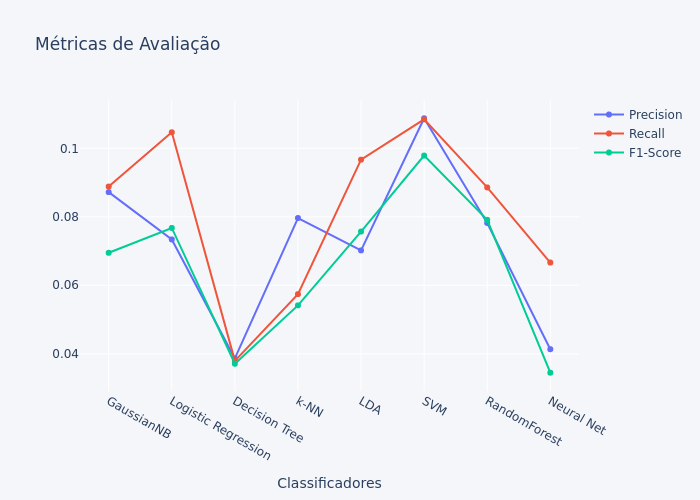 Métricas de Avaliação
Precision
Recall
F1-Score
0.1
0.08
0.06
0.04
GaussianNB
Logistic Regression
Decision Tree
k-NN
LDA
SVM
RandomForest
Neural Net
Classificadores